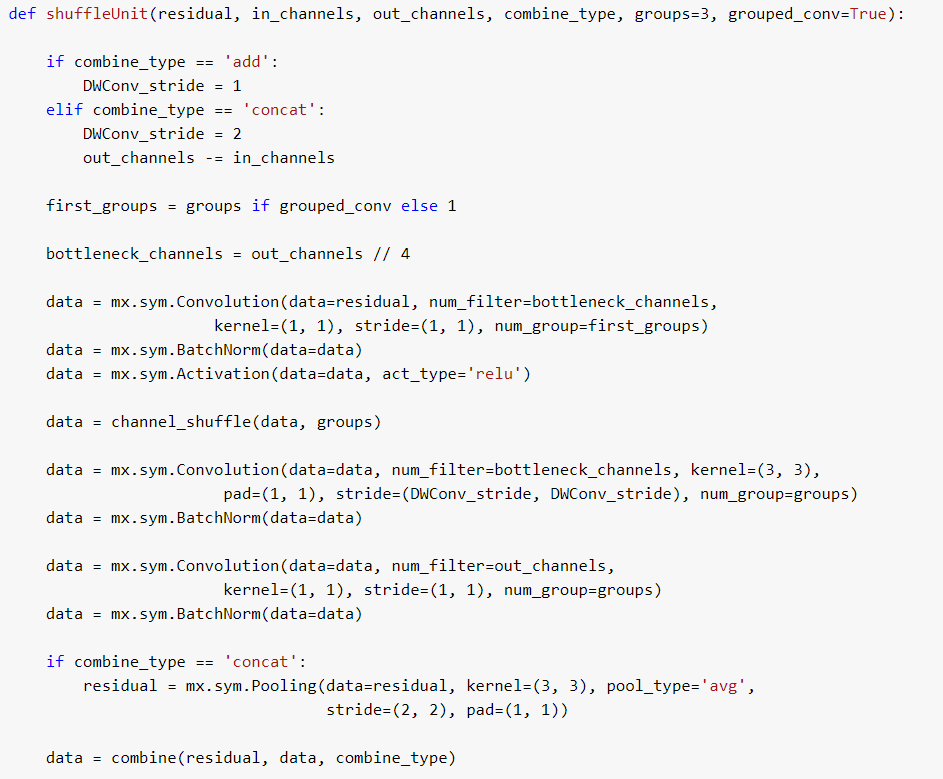 def shuffleUnit(residual, in_channels, out_channels, combine_type, groups=3, grouped_conv=True):
    if combine_type == 'add':
        DWConv_stride = 1
    elif combine_type == 'concat':
        DWConv_stride = 2
        out_channels -= in_channels
    first_groups = groups if grouped_conv else 1
    bottleneck_channels = out_channels // 4
    data = mx.sym.Convolution(data=residual, num_filter=bottleneck_channels,
                      kernel=(1, 1), stride=(1, 1), num_group=first_groups)
    data = mx.sym.BatchNorm(data=data)
    data = mx.sym.Activation(data=data, act_type='relu')
    data = channel_shuffle(data, groups)
    data = mx.sym.Convolution(data=data, num_filter=bottleneck_channels, kernel=(3, 3),
                       pad=(1, 1), stride=(DWConv_stride, DWConv_stride), num_group=groups)
    data = mx.sym.BatchNorm(data=data)
    data = mx.sym.Convolution(data=data, num_filter=out_channels,
                       kernel=(1, 1), stride=(1, 1), num_group=groups)
    data = mx.sym.BatchNorm(data=data)
    if combine_type == 'concat':
        residual = mx.sym.Pooling(data=residual, kernel=(3, 3), pool_type='avg',
                                  stride=(2, 2), pad=(1, 1))
    data = combine(residual, data, combine_type)